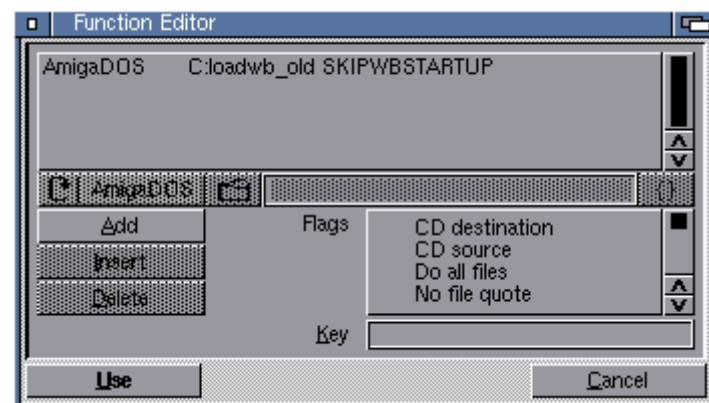 Function Editor
AmigaDOS C:loadwb_old SKIPWBSTARTUP
AmigaDOS
{}
Add
Flags
CD destination
CD source
Do all files
No file quote
Insert
Delete
Key
Use
Cancel